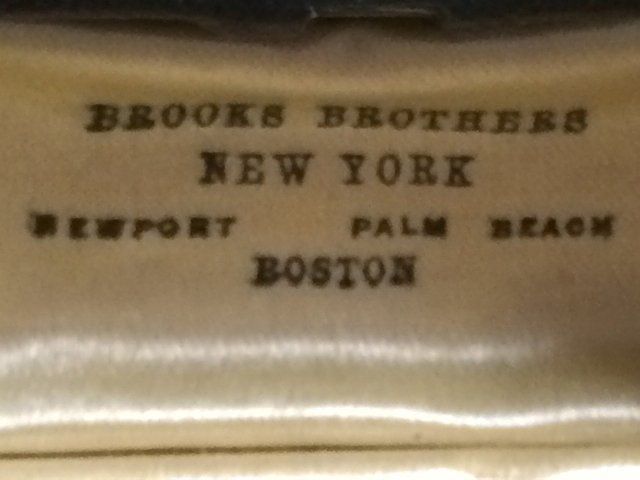 BROOKS BROTHERS
NEW YORK
NEWPORT PALM BEACH
BOSTON